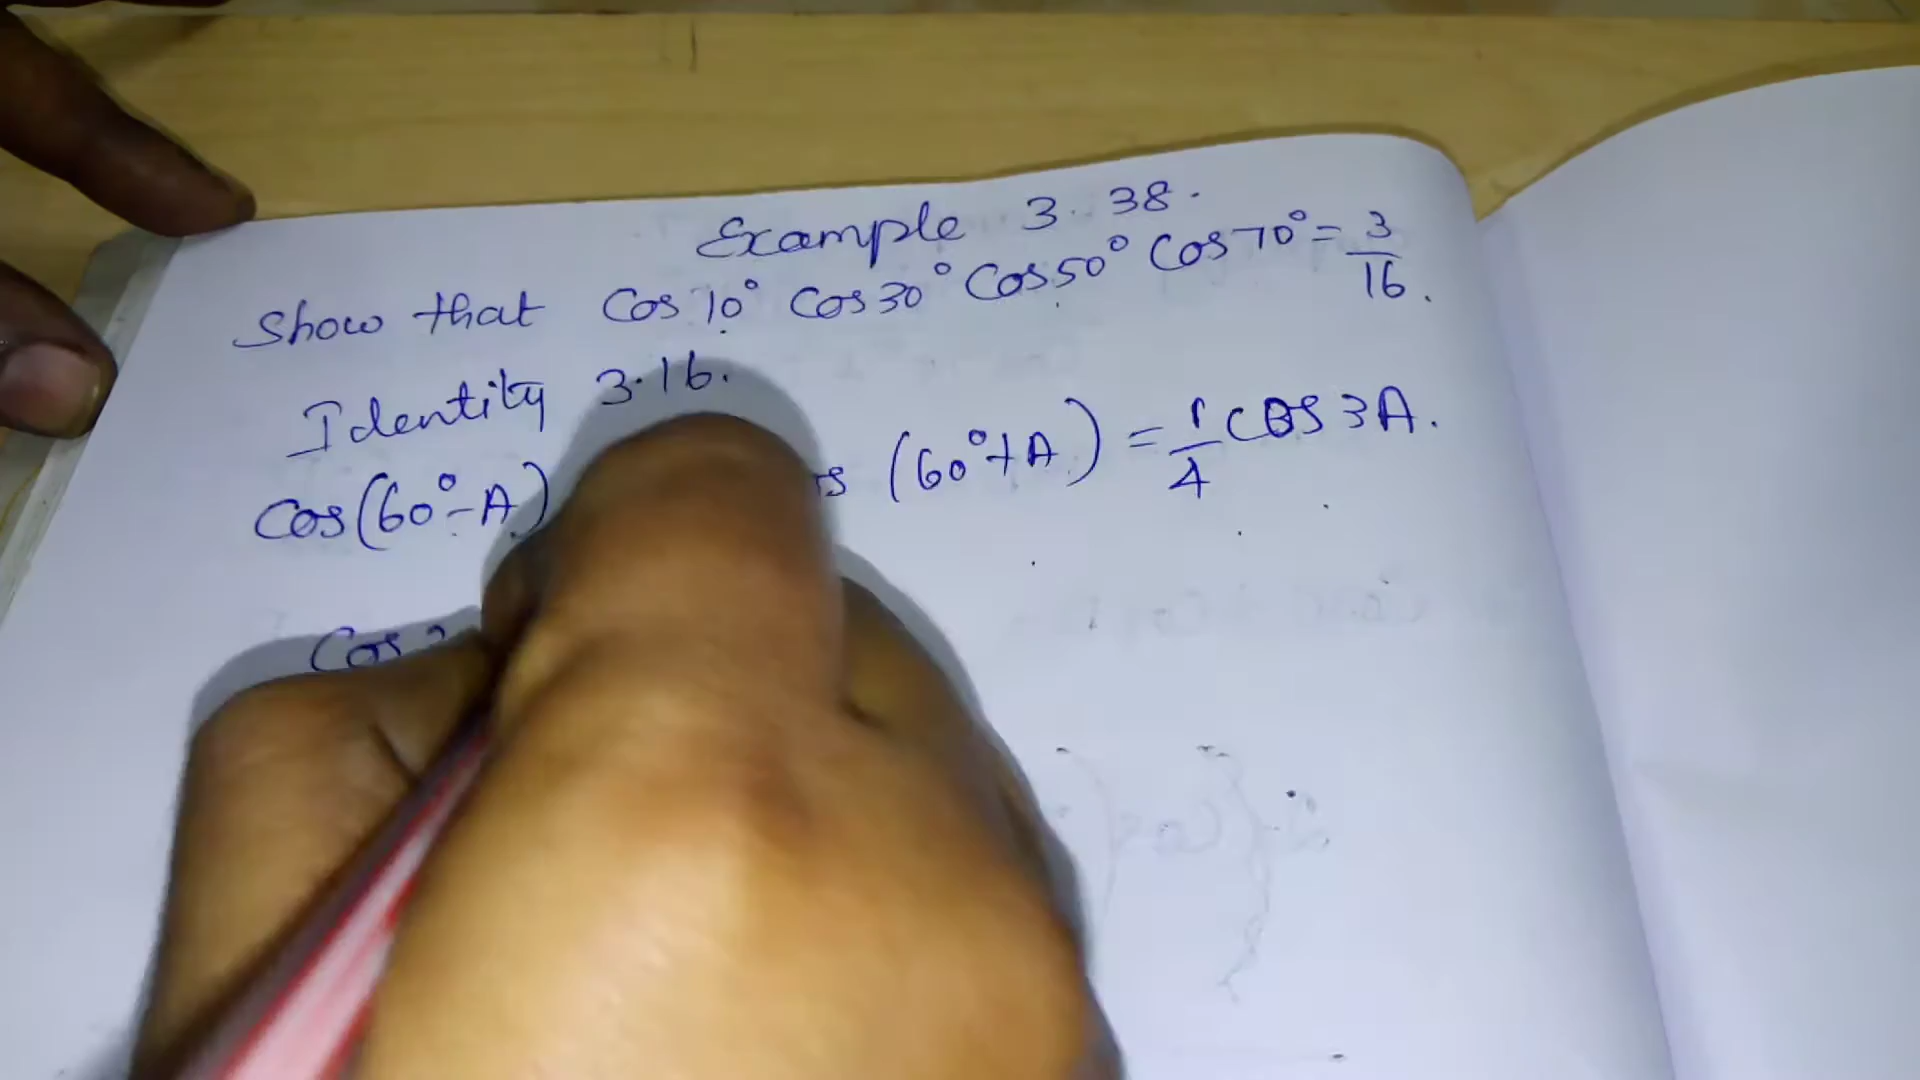 Example 3.38.
Show that Cos 10° Cos 30° Cos 50° Cos 70° = 3/16.
Identity 3.16.
Cos(60°-A) (60°+A) = 1/4 Cos 3A.
Cos